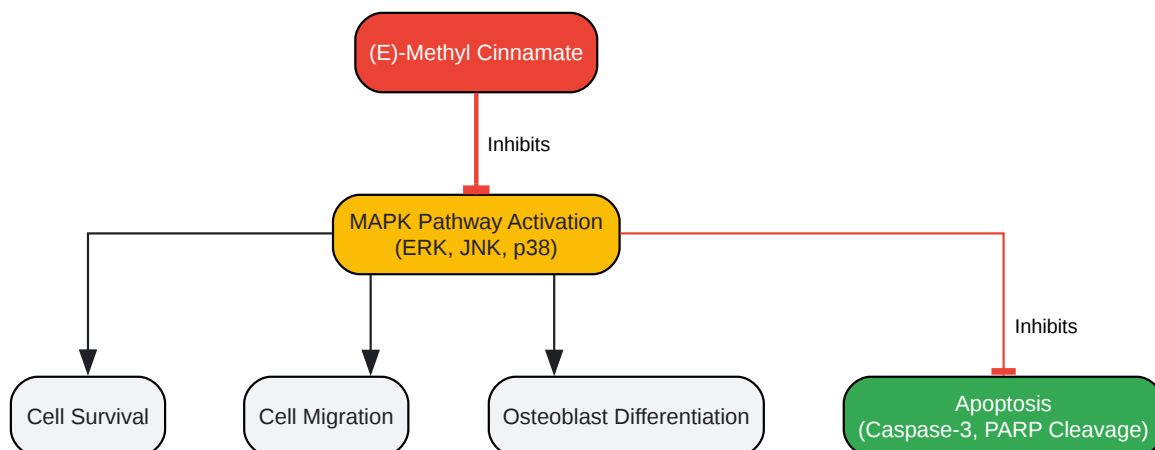 (E)-Methyl Cinnamate
Inhibits
MAPK Pathway Activation
(ERK, JNK, p38)
Inhibits
Cell Survival
Cell Migration
Osteoblast Differentiation
Apoptosis
(Caspase-3, PARP Cleavage)